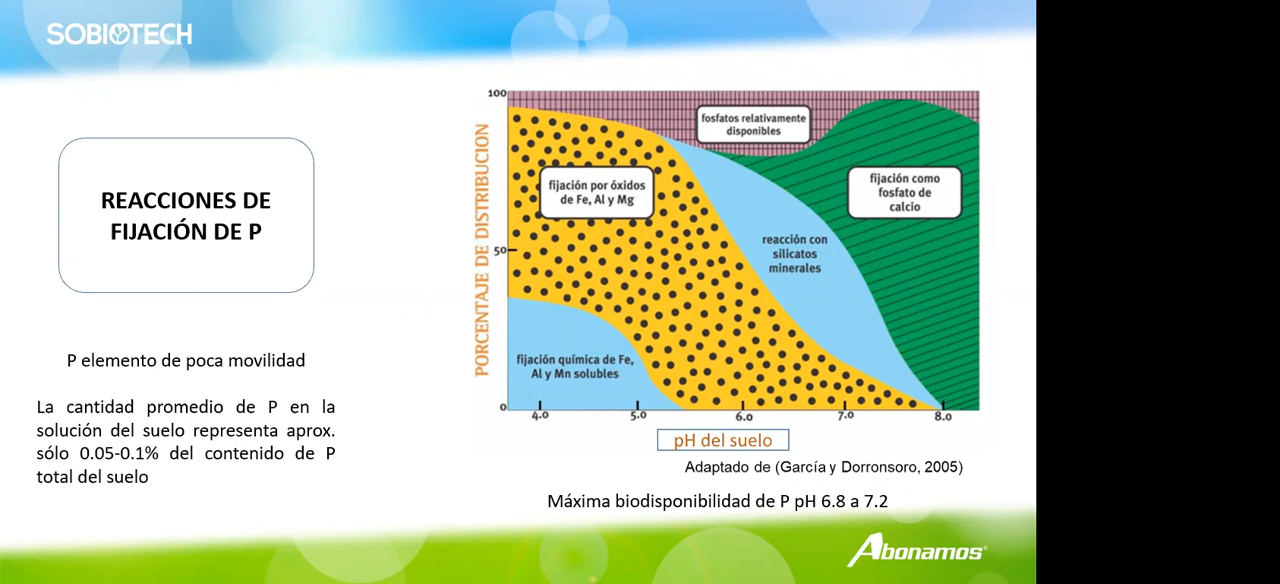 SOBIOTECH
REACCIONES DE
FIJACIÓN DE P
P elemento de poca movilidad
La cantidad promedio de P en la
solución del suelo representa aprox.
sólo 0.05-0.1% del contenido de P
total del suelo
PORCENTAJE DE DISTRIBUCION
100
50
0
fosfatos relativamente
disponibles
fijación por óxidos
de Fe, Al y Mg
fijación como
fosfato de
calcio
reacción con
silicatos
minerales
fijación química de Fe,
Al y Mn solubles
4.0 5.0 6.0 7.0 8.0
pH del suelo
Adaptado de (García y Dorronsoro, 2005)
Máxima biodisponibilidad de P pH 6.8 a 7.2
Abonamos®